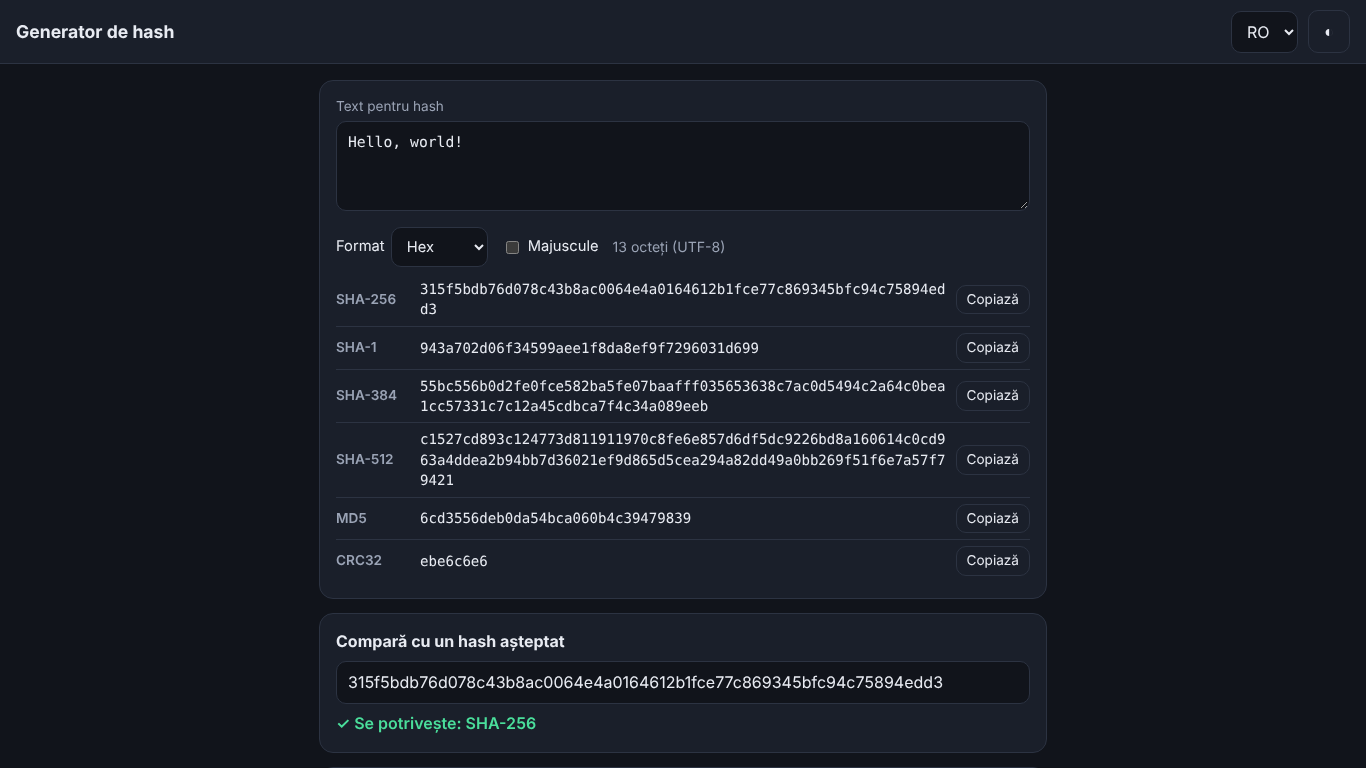 Generator de hash
RO
Text pentru hash
Hello, world!
Format
Hex
Majuscule
13 octeți (UTF-8)
SHA-256
315f5bdb76d078c43b8ac0064e4a0164612b1fce77c869345bfc94c75894ed
d3
Copiază
SHA-1
943a702d06f34599aee1f8da8ef9f7296031d699
Copiază
SHA-384
55bc556b0d2fe0fce582ba5fe07baafff035653638c7ac0d5494c2a64c0bea
1cc57331c7c12a45cdbca7f4c34a089eeb
Copiază
SHA-512
c1527cd893c124773d811911970c8fe6e857d6df5dc9226bd8a160614c0cd9
63a4ddea2b94bb7d36021ef9d865d5cea294a82dd49a0bb269f51f6e7a57f7
9421
Copiază
MD5
6cd3556deb0da54bca060b4c39479839
Copiază
CRC32
ebe6c6e6
Copiază
Compară cu un hash așteptat
315f5bdb76d078c43b8ac0064e4a0164612b1fce77c869345bfc94c75894edd3
✓ Se potrivește: SHA-256